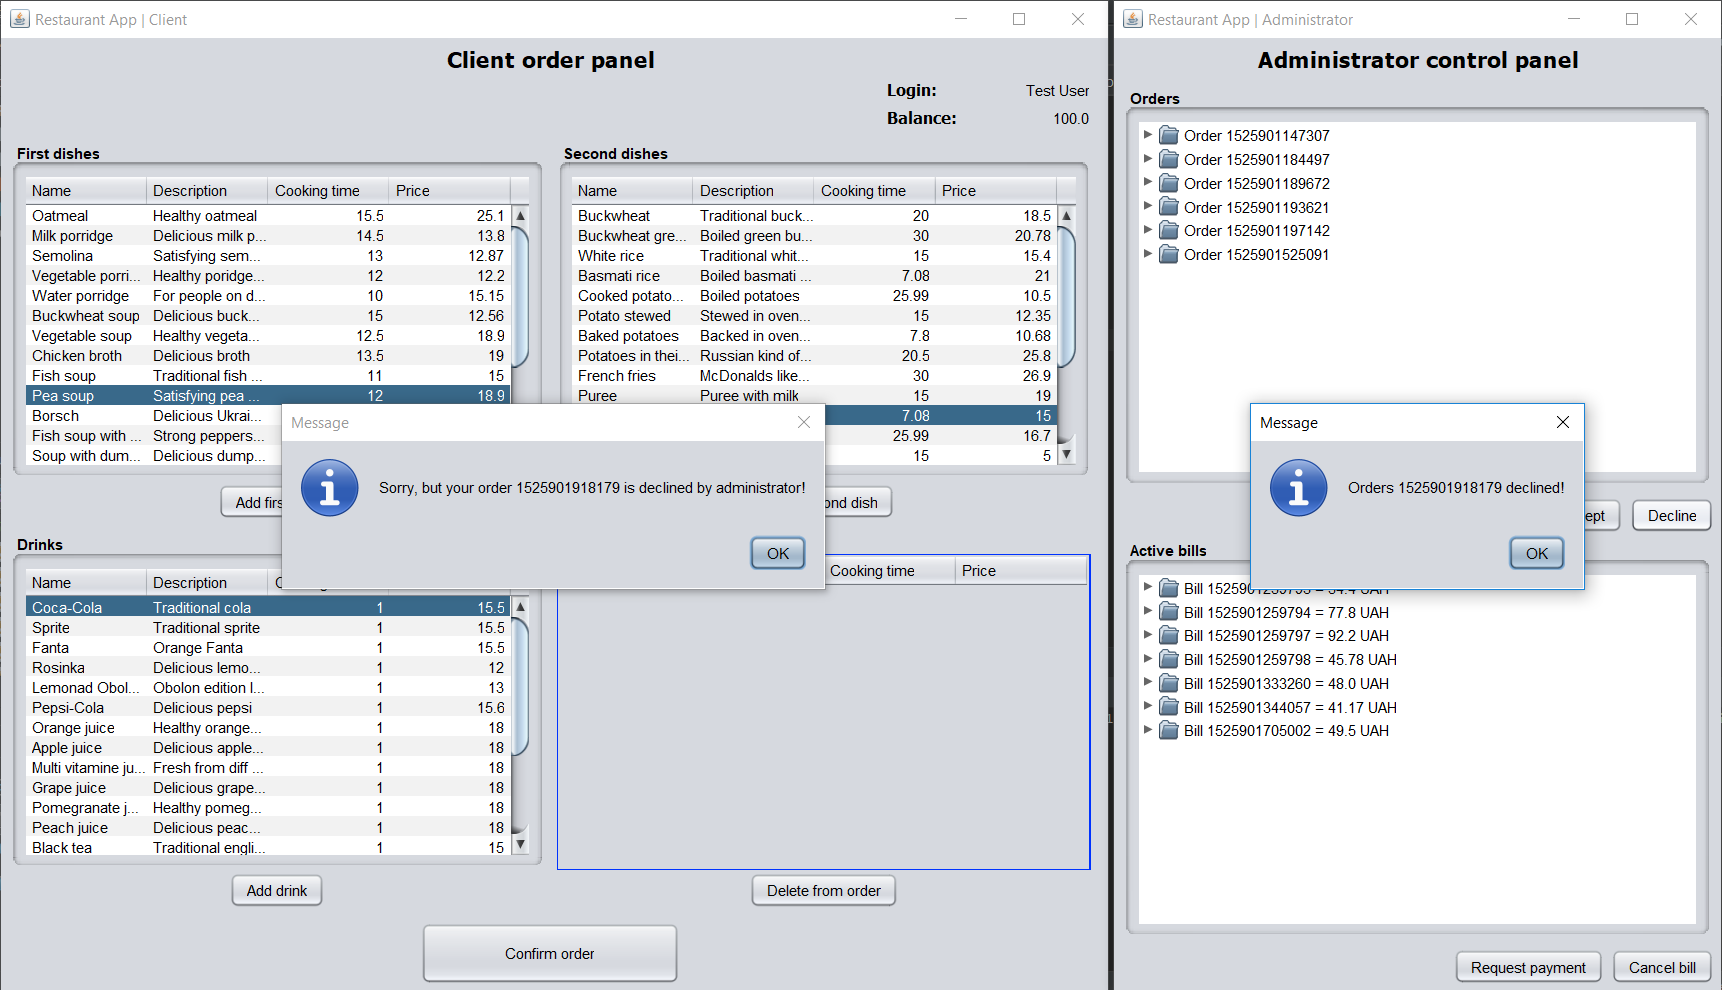 Restaurant App | Client
Client order panel
Login: Test User
Balance: 100.0
First dishes
Name Description Cooking time Price
Oatmeal Healthy oatmeal 15.5 25.1
Milk porridge Delicious milk p... 14.5 13.8
Semolina Satisfying sem... 13 12.87
Vegetable porri... Healthy poridge... 12 12.2
Water porridge For people on d... 10 15.15
Buckwheat soup Delicious buck... 15 12.56
Vegetable soup Healthy vegeta... 12.5 18.9
Chicken broth Delicious broth 13.5 19
Fish soup Traditional fish ... 11 15
Pea soup Satisfying pea ... 12 18.9
Borsch Delicious Ukrai...
Fish soup with ... Strong peppers...
Soup with dum... Delicious dump...
Second dishes
Name Description Cooking time Price
Buckwheat Traditional buck... 20 18.5
Buckwheat gre... Boiled green bu... 30 20.78
White rice Traditional whit... 15 15.4
Basmati rice Boiled basmati ... 7.08 21
Cooked potato... Boiled potatoes 25.99 10.5
Potato stewed Stewed in oven... 15 12.35
Baked potatoes Backed in oven... 7.8 10.68
Potatoes in thei... Russian kind of... 20.5 25.8
French fries McDonalds like... 30 26.9
Puree Puree with milk 15 19
7.08 15
25.99 16.7
15 5
Add firs
ond dish
Message
Sorry, but your order 1525901918179 is declined by administrator!
OK
Drinks
Name Description
Coca-Cola Traditional cola 1 15.5
Sprite Traditional sprite 1 15.5
Fanta Orange Fanta 1 15.5
Rosinka Delicious lemo... 1 12
Lemonad Obol... Obolon edition l... 1 13
Pepsi-Cola Delicious pepsi 1 15.6
Orange juice Healthy orange... 1 18
Apple juice Delicious apple... 1 18
Multi vitamine ju... Fresh from diff ... 1 18
Grape juice Delicious grape... 1 18
Pomegranate j... Healthy pomeg... 1 18
Peach juice Delicious peac... 1 18
Black tea Traditional engli... 1 15
Cooking time Price
Add drink
Delete from order
Confirm order
Restaurant App | Administrator
Administrator control panel
Orders
Order 1525901147307
Order 1525901184497
Order 1525901189672
Order 1525901193621
Order 1525901197142
Order 1525901525091
Message
Orders 1525901918179 declined!
OK
ept
Decline
Active bills
Bill 1525901259794 = 77.8 UAH
Bill 1525901259797 = 92.2 UAH
Bill 1525901259798 = 45.78 UAH
Bill 1525901333260 = 48.0 UAH
Bill 1525901344057 = 41.17 UAH
Bill 1525901705002 = 49.5 UAH
Request payment
Cancel bill